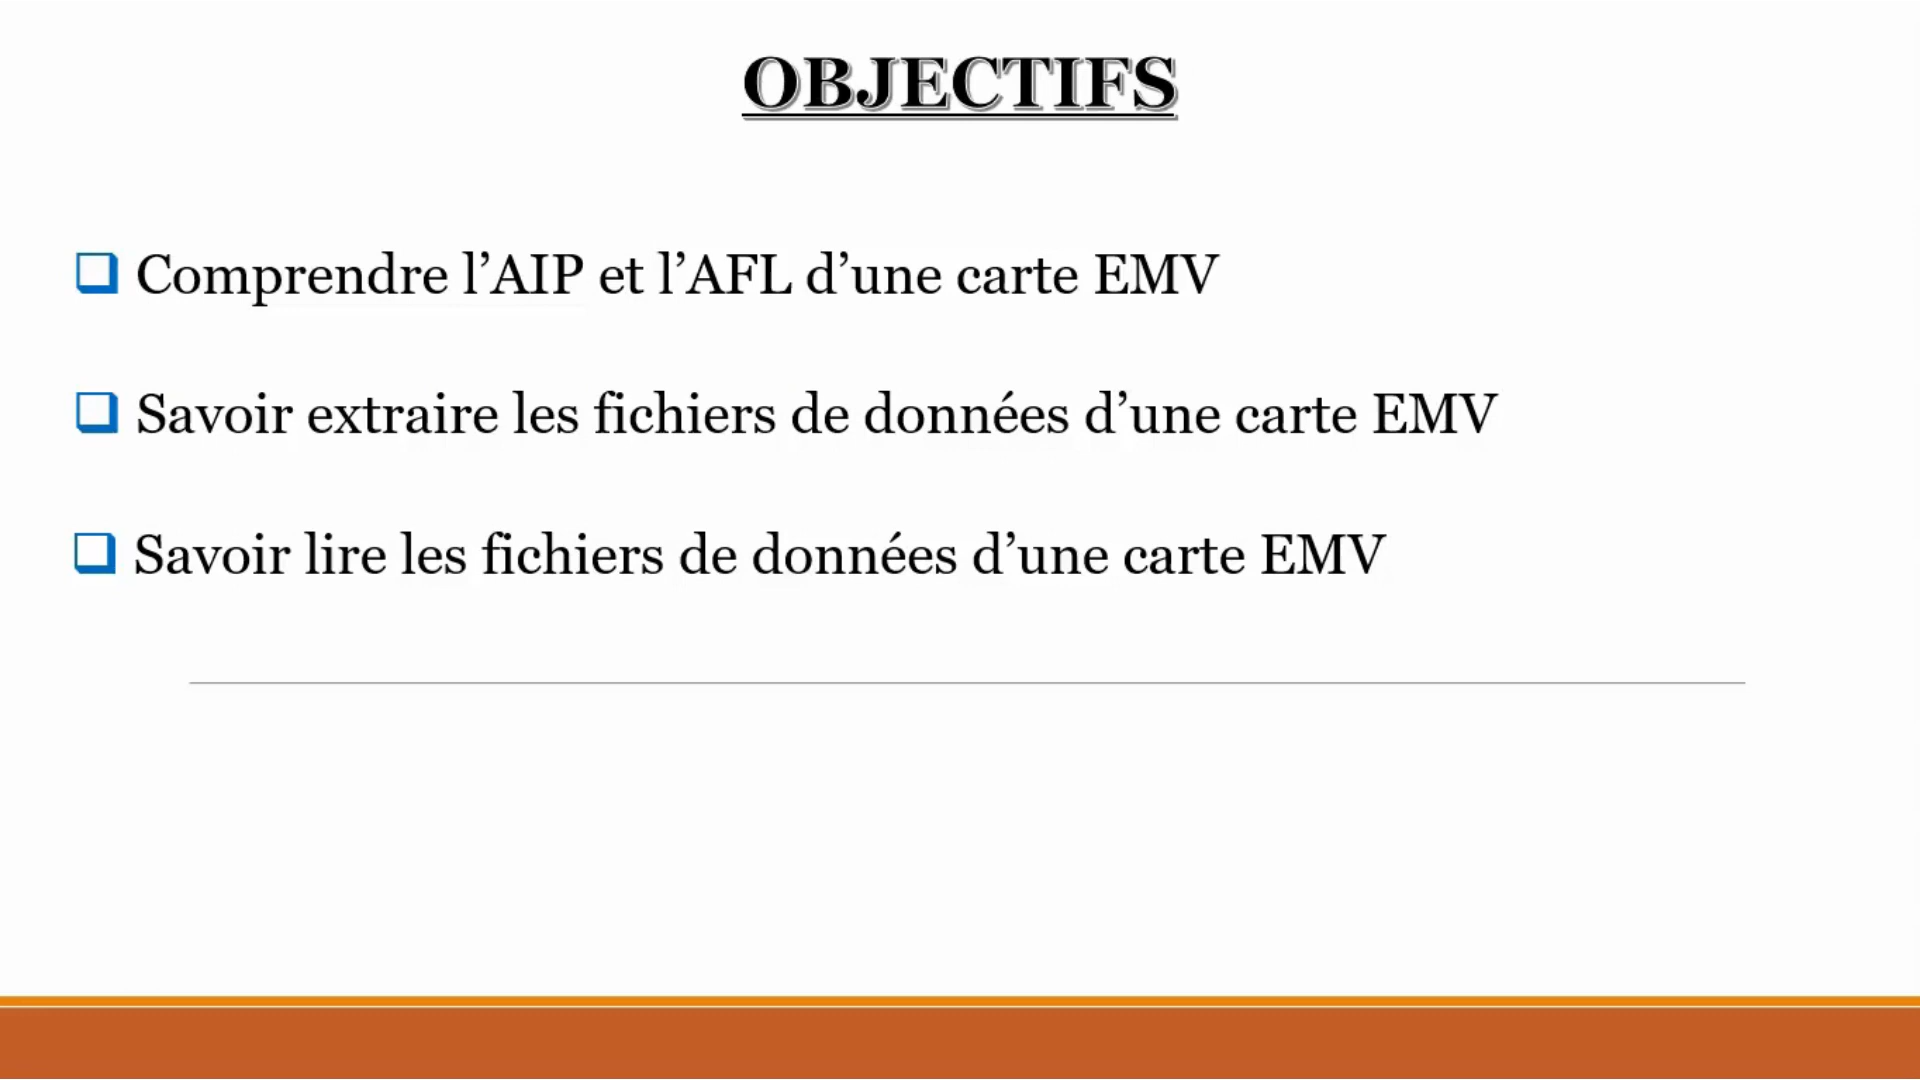 OBJECTIFS
Comprendre l’AIP et l’AFL d’une carte EMV
Savoir extraire les fichiers de données d’une carte EMV
Savoir lire les fichiers de données d’une carte EMV